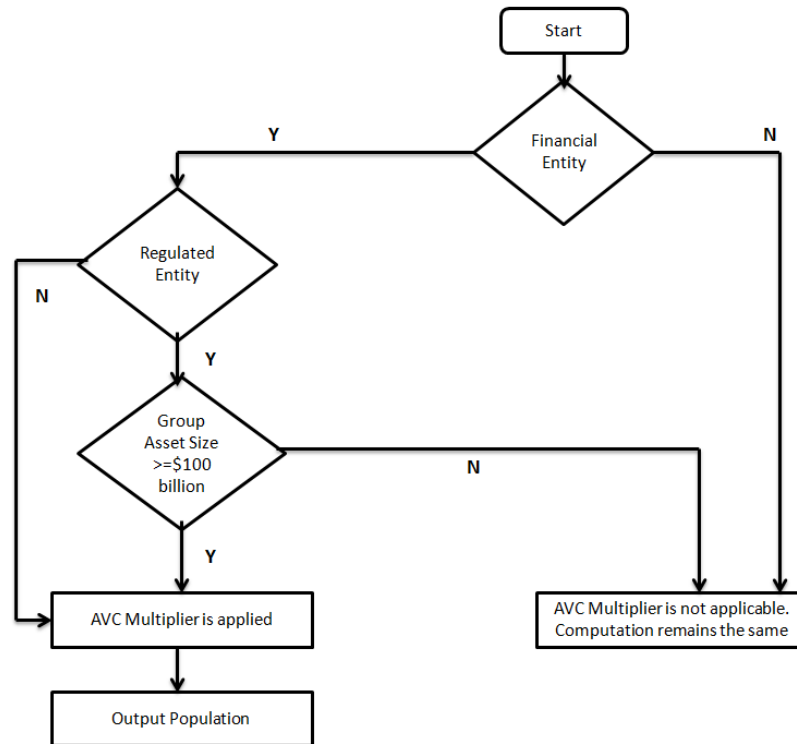 Start
Y
N
Financial
Entity
Regulated
Entity
N
Y
Group
Asset Size
>=$100
billion
N
Y
AVC Multiplier is applied
AVC Multiplier is not applicable.
Computation remains the same
Output Population